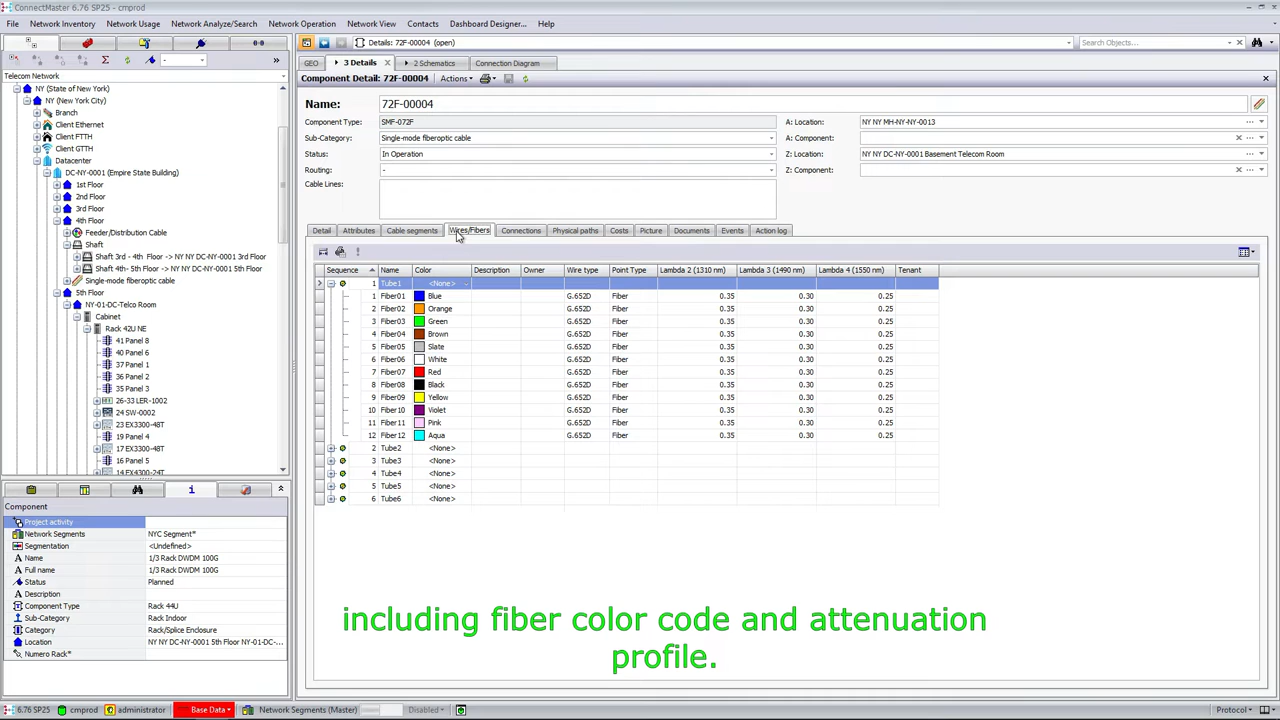 ConnectMaster 6.76 SP25 - cmprod
File Network Inventory Network Usage Network Analyze/Search Network Operation Network View Contacts Dashboard Designer... Help
Details: 72F-00004 (open) Search Objects...
Telecom Network
NY (State of New York)
NY (New York City)
Branch
Client Ethernet
Client FTTH
Client GTTH
Datacenter
DC-NY-0001 (Empire State Building)
1st Floor
2nd Floor
3rd Floor
4th Floor
Feeder/Distribution Cable
Shaft
Shaft 3rd - 4th Floor <-> NY NY DC-NY-0001 3rd Floor
Shaft 4th- 5th Floor <-> NY NY DC-NY-0001 5th Floor
Single-mode fiberoptic cable
5th Floor
NY-01-DC-Telco Room
Cabinet
Rack 42U NE
41 Panel 8
40 Panel 6
37 Panel 1
36 Panel 2
35 Panel 3
26-33 LER-1002
24 SW-0002
23 EX3300-48T
19 Panel 4
17 EX3300-48T
16 Panel 5
14 EX4300-24T
Component
Project activity
Network Segments NYC Segment*
Segmentation <Undefined>
Name 1/3 Rack DWDM 100G
Full name 1/3 Rack DWDM 100G
Status Planned
Description
Component Type Rack 44U
Sub-Category Rack Indoor
Category Rack/Splice Enclosure
Location NY NY DC-NY-0001 5th Floor NY-01-DC-...
Numero Rack*
GEO 3 Details 2 Schematics Connection Diagram
Component Detail: 72F-00004 Actions
Name: 72F-00004
Component Type: SMF-072F A: Location: NY NY MH-NY-NY-0013
Sub-Category: Single-mode fiberoptic cable A: Component:
Status: In Operation Z: Location: NY NY DC-NY-0001 Basement Telecom Room
Routing: - Z: Component:
Cable Lines:
Detail Attributes Cable segments Wires/Fibers Connections Physical paths Costs Picture Documents Events Action log
Sequence Name Color Description Owner Wire type Point Type Lambda 2 (1310 nm) Lambda 3 (1490 nm) Lambda 4 (1550 nm) Tenant
1 Tube1 <None>
1 Fiber01 Blue G.652D Fiber 0.35 0.30 0.25
2 Fiber02 Orange G.652D Fiber 0.35 0.30 0.25
3 Fiber03 Green G.652D Fiber 0.35 0.30 0.25
4 Fiber04 Brown G.652D Fiber 0.35 0.30 0.25
5 Fiber05 Slate G.652D Fiber 0.35 0.30 0.25
6 Fiber06 White G.652D Fiber 0.35 0.30 0.25
7 Fiber07 Red G.652D Fiber 0.35 0.30 0.25
8 Fiber08 Black G.652D Fiber 0.35 0.30 0.25
9 Fiber09 Yellow G.652D Fiber 0.35 0.30 0.25
10 Fiber10 Violet G.652D Fiber 0.35 0.30 0.25
11 Fiber11 Pink G.652D Fiber 0.35 0.30 0.25
12 Fiber12 Aqua G.652D Fiber 0.35 0.30 0.25
2 Tube2 <None>
3 Tube3 <None>
4 Tube4 <None>
5 Tube5 <None>
6 Tube6 <None>
including fiber color code and attenuation
profile.
6.76 SP25 cmprod administrator Base Data Network Segments (Master) Disabled Protocol